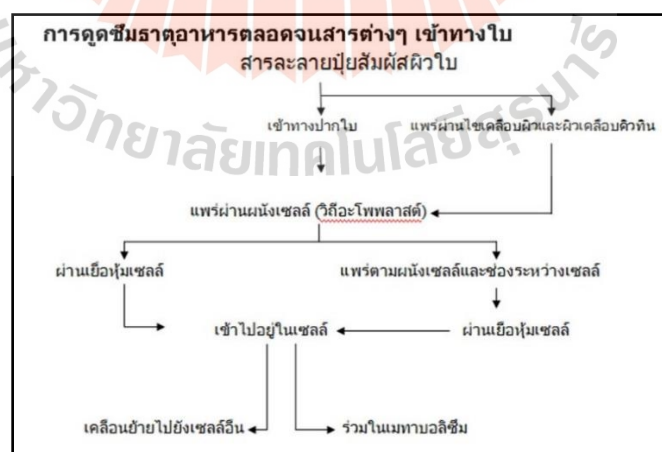 การดูดซึมธาตุอาหารตลอดจนสารต่างๆ เข้าทางใบ
สารละลายปุ๋ยสัมผัสผิวใบ
เข้าทางปากใบ แพร่ผ่านไขเคลือบผิวและผิวเคลือบคิวทิน
แพร่ผ่านผนังเซลล์ (วิถีอะโพพลาสต์)
ผ่านเยื่อหุ้มเซลล์ แพร่ตามผนังเซลล์และช่องระหว่างเซลล์
เข้าไปอยู่ในเซลล์ ผ่านเยื่อหุ้มเซลล์
เคลื่อนย้ายไปยังเซลล์อื่น ร่วมในเมทาบอลิซึม